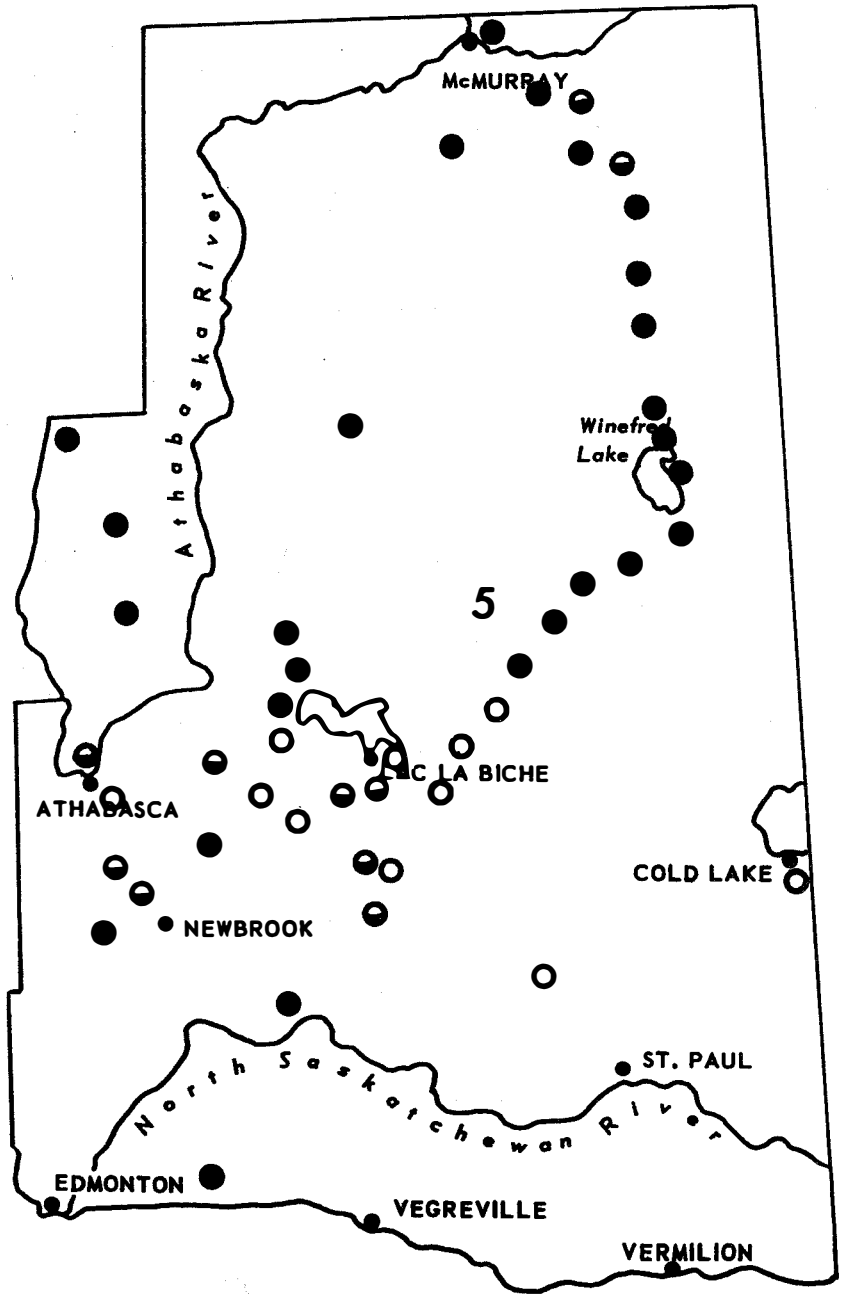 McMURRAY
Athabaska River
Winefred
Lake
5
LAC LA BICHE
ATHABASCA
COLD LAKE
NEWBROOK
ST. PAUL
North Saskatchewan River
EDMONTON
VEGREVILLE
VERMILION